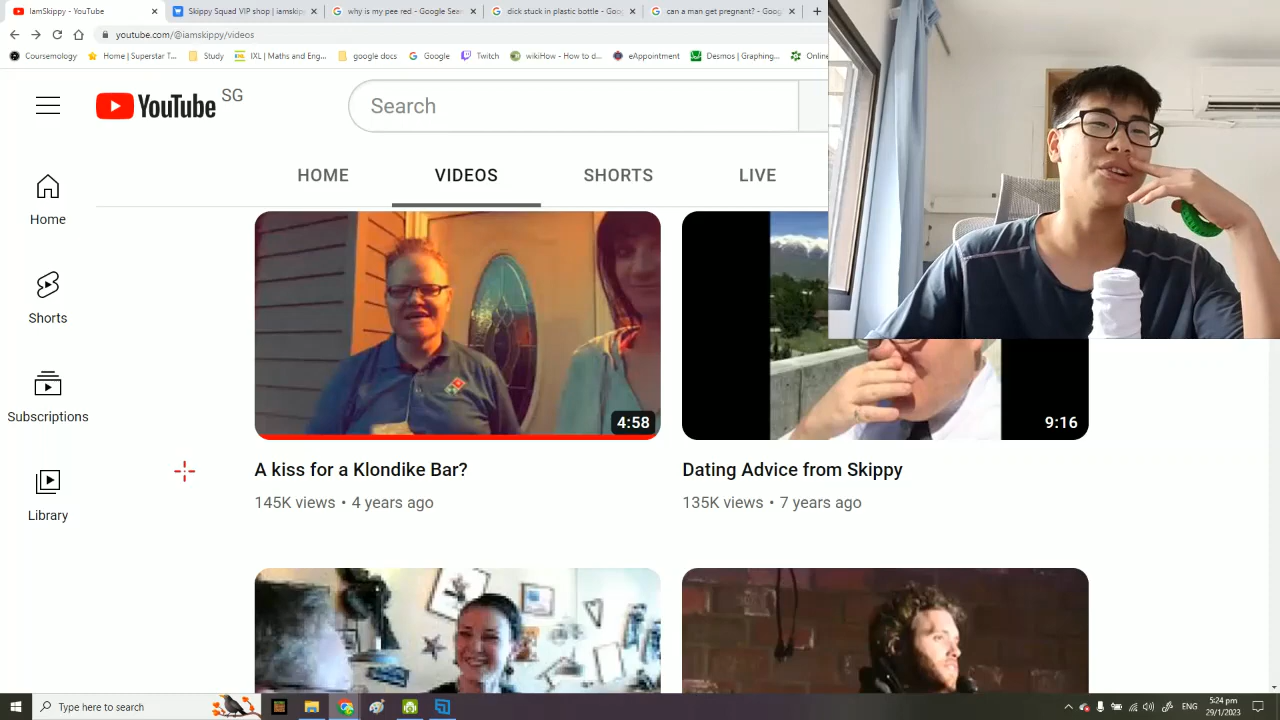 IamSkippy - YouTube
Skippy Squad VIP shop | iamskip
why is my pee red - Google Sea
dick stuck in plastic bottle - Goo
can a man get pregnant? - Goog
youtube.com/@iamskippy/videos
Coursemology
Home | Superstar T...
Study
IXL | Maths and Eng...
google docs
Google
Twitch
wikiHow - How to d...
eAppointment
Desmos | Graphing...
Online
YouTube SG
Search
HOME
VIDEOS
SHORTS
LIVE
Home
Shorts
Subscriptions
Library
4:58
9:16
A kiss for a Klondike Bar?
145K views • 4 years ago
Dating Advice from Skippy
135K views • 7 years ago
Type here to search
ENG
5:24 pm
29/1/2023